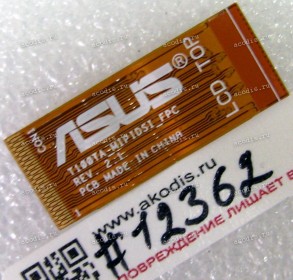 CON
ASUS®
LCD TOP
T100TA_MIPIDSI_FPC
REV. 2.1
PCB MADE IN CHINA
www.akodis.ru
#12362
ПОВРЕЖДЕНИЕ ЛИШАЕТ